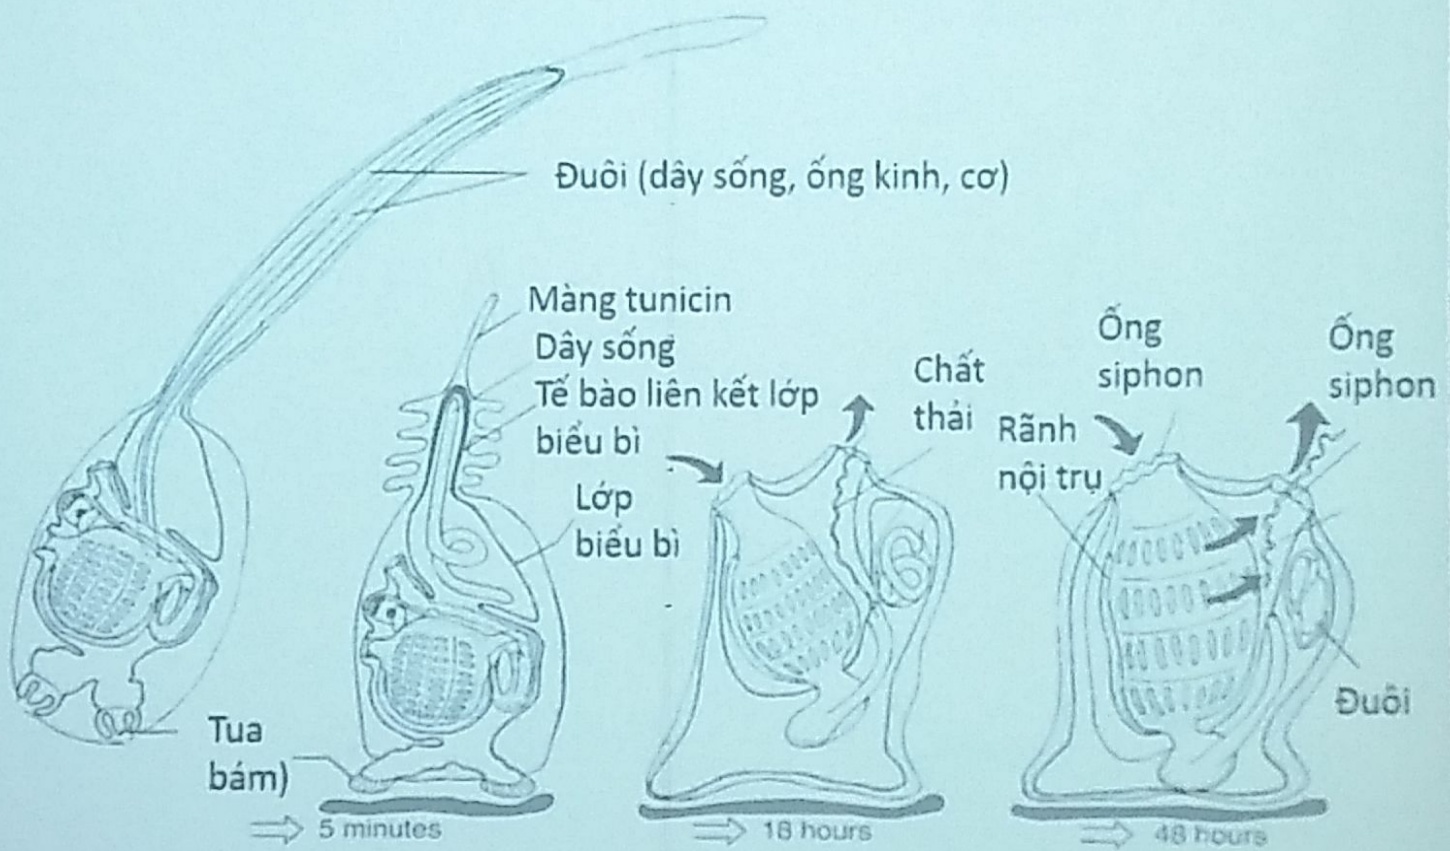 Đuôi (dây sống, ống kinh, cơ)
Màng tunicin
Dây sống
Tế bào liên kết lớp
biểu bì
Lớp
biểu bì
Chất
thải
Rãnh
nội trụ
Ống
siphon
Ống
siphon
Đuôi
Tua
bám)
5 minutes
18 hours
48 hours